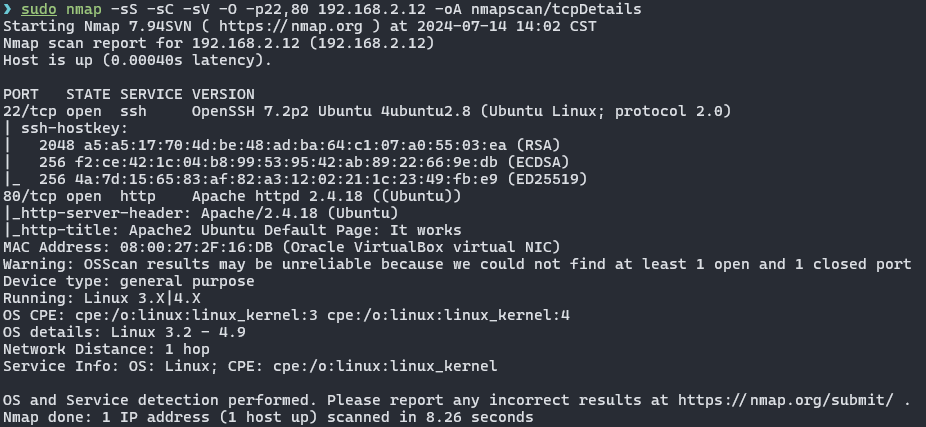 ❯ sudo nmap -sS -sC -sV -O -p22,80 192.168.2.12 -oA nmapscan/tcpDetails
Starting Nmap 7.94SVN ( https://nmap.org ) at 2024-07-14 14:02 CST
Nmap scan report for 192.168.2.12 (192.168.2.12)
Host is up (0.00040s latency).

PORT   STATE SERVICE VERSION
22/tcp open  ssh     OpenSSH 7.2p2 Ubuntu 4ubuntu2.8 (Ubuntu Linux; protocol 2.0)
| ssh-hostkey:
|   2048 a5:a5:17:70:4d:be:48:ad:ba:64:c1:07:a0:55:03:ea (RSA)
|   256 f2:ce:42:1c:04:b8:99:53:95:42:ab:89:22:66:9e:db (ECDSA)
|_  256 4a:7d:15:65:83:af:82:a3:12:02:21:1c:23:49:fb:e9 (ED25519)
80/tcp open  http    Apache httpd 2.4.18 ((Ubuntu))
|_http-server-header: Apache/2.4.18 (Ubuntu)
|_http-title: Apache2 Ubuntu Default Page: It works
MAC Address: 08:00:27:2F:16:DB (Oracle VirtualBox virtual NIC)
Warning: OSScan results may be unreliable because we could not find at least 1 open and 1 closed port
Device type: general purpose
Running: Linux 3.X|4.X
OS CPE: cpe:/o:linux:linux_kernel:3 cpe:/o:linux:linux_kernel:4
OS details: Linux 3.2 - 4.9
Network Distance: 1 hop
Service Info: OS: Linux; CPE: cpe:/o:linux:linux_kernel

OS and Service detection performed. Please report any incorrect results at https://nmap.org/submit/ .
Nmap done: 1 IP address (1 host up) scanned in 8.26 seconds